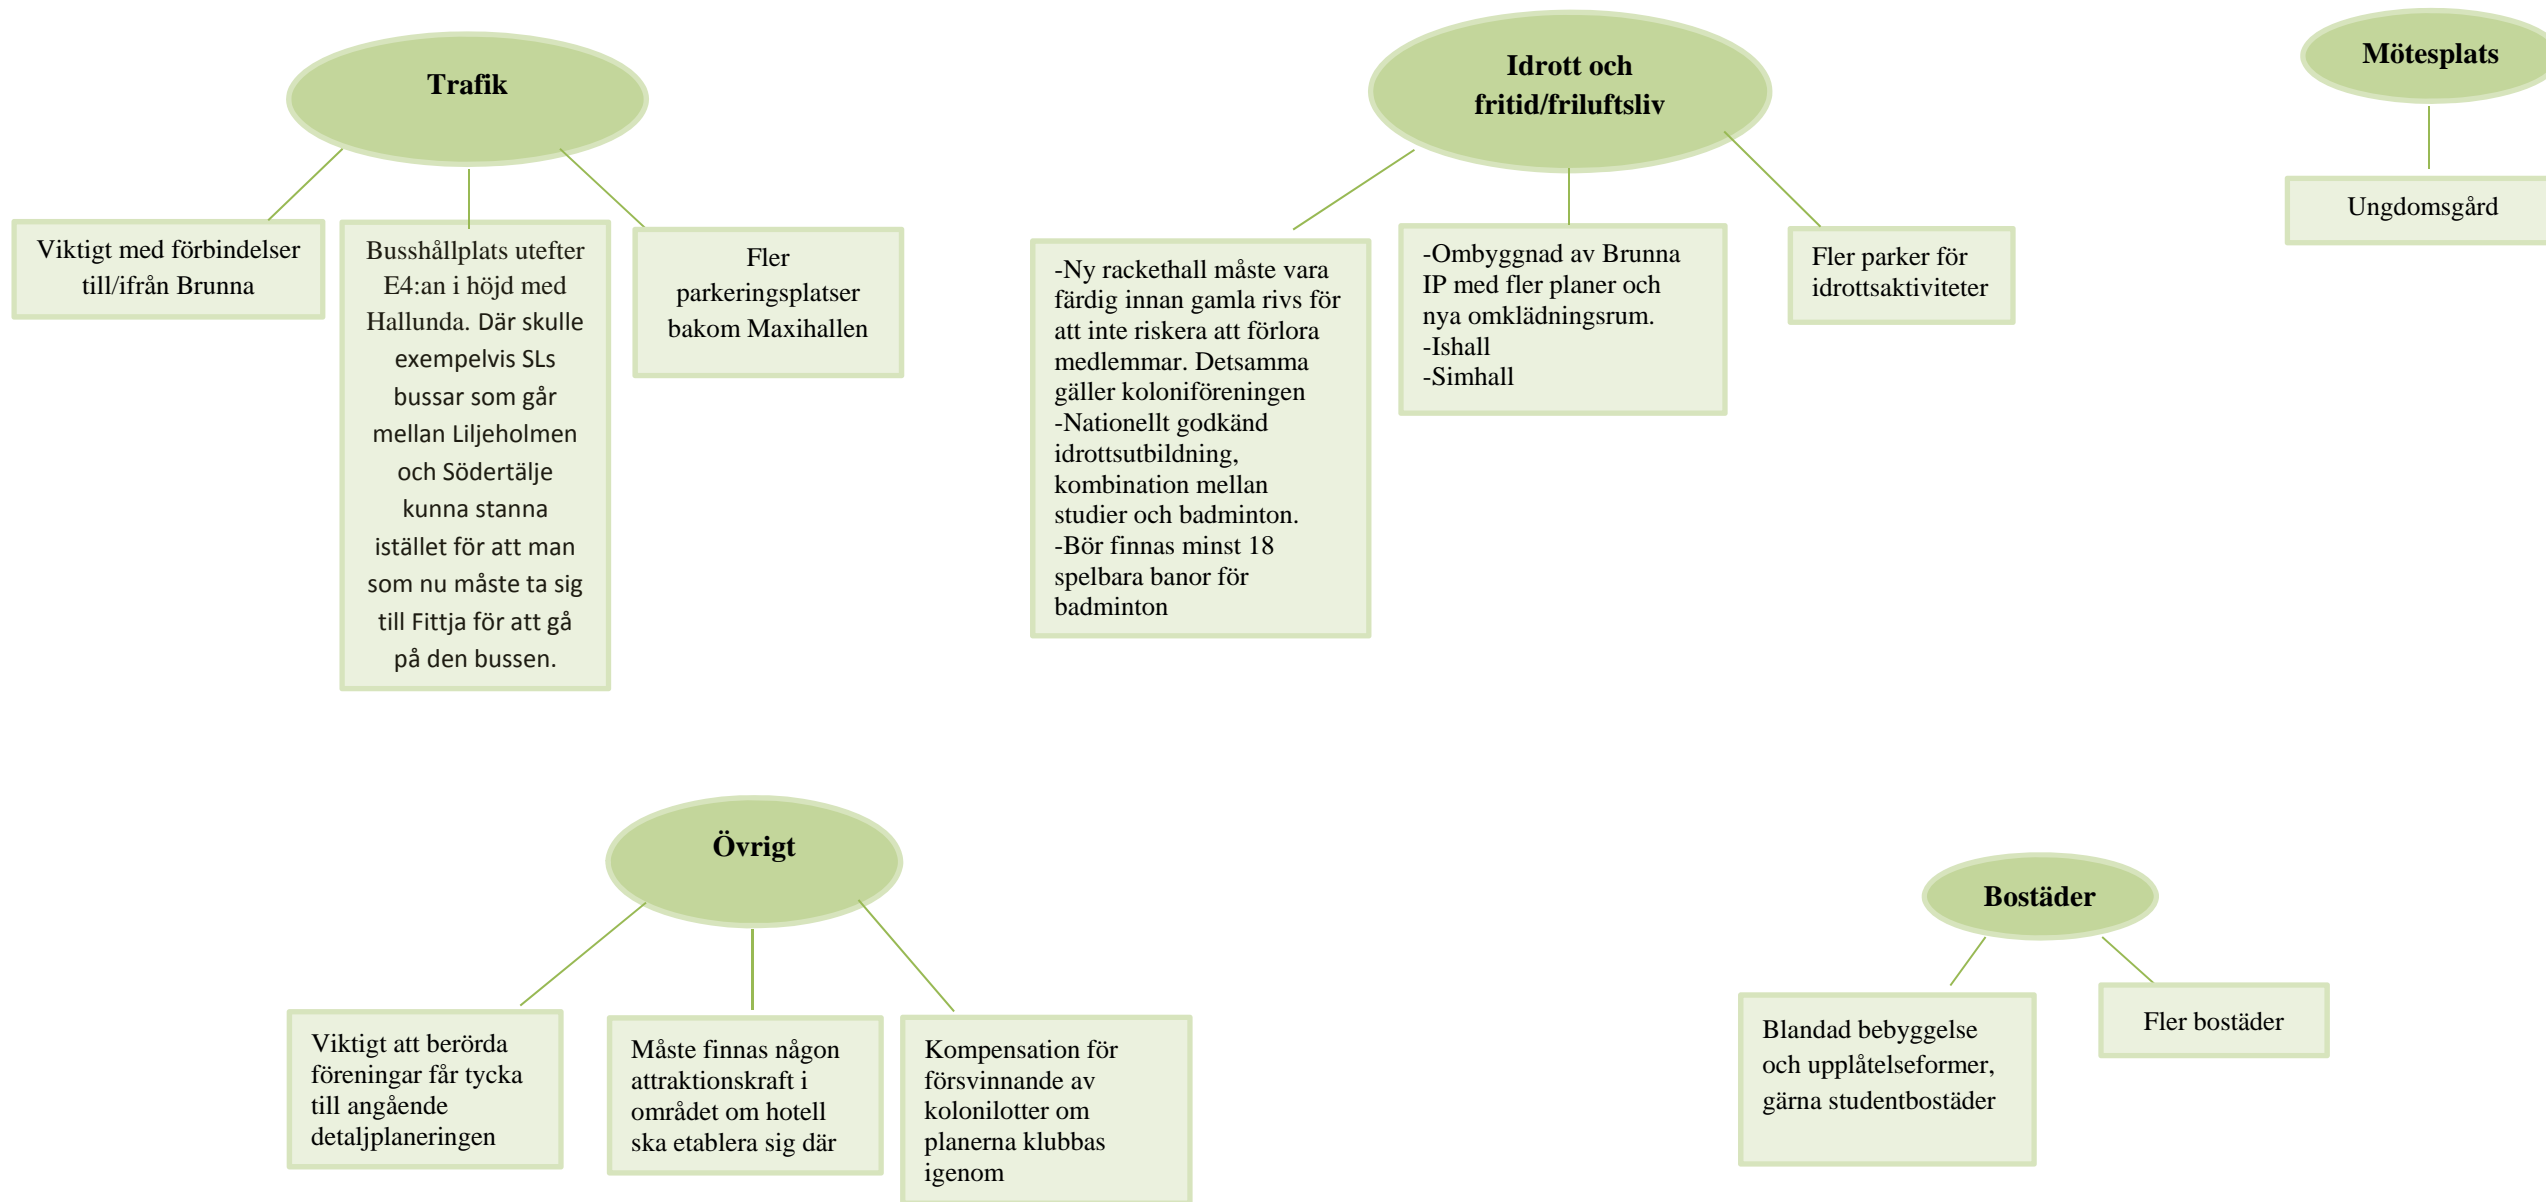 Trafik
Viktigt med förbindelser
till/ifrån Brunna
Busshållplats utefter
E4:an i höjd med
Hallunda. Där skulle
exempelvis SLs
bussar som går
mellan Liljeholmen
och Södertälje
kunna stanna
istället för att man
som nu måste ta sig
till Fittja för att gå
på den bussen.
Fler
parkeringsplatser
bakom Maxihallen
Idrott och
fritid/friluftsliv
-Ny rackethall måste vara
färdig innan gamla rivs för
att inte riskera att förlora
medlemmar. Detsamma
gäller koloniföreningen
-Nationellt godkänd
idrottsutbildning,
kombination mellan
studier och badminton.
-Bör finnas minst 18
spelbara banor för
badminton
-Ombyggnad av Brunna
IP med fler planer och
nya omklädningsrum.
-Ishall
-Simhall
Fler parker för
idrottsaktiviteter
Mötesplats
Ungdomsgård
Övrigt
Viktigt att berörda
föreningar får tycka
till angående
detaljplaneringen
Måste finnas någon
attraktionskraft i
området om hotell
ska etablera sig där
Kompensation för
försvinnande av
kolonilotter om
planerna klubbas
igenom
Bostäder
Blandad bebyggelse
och upplåtelseformer,
gärna studentbostäder
Fler bostäder